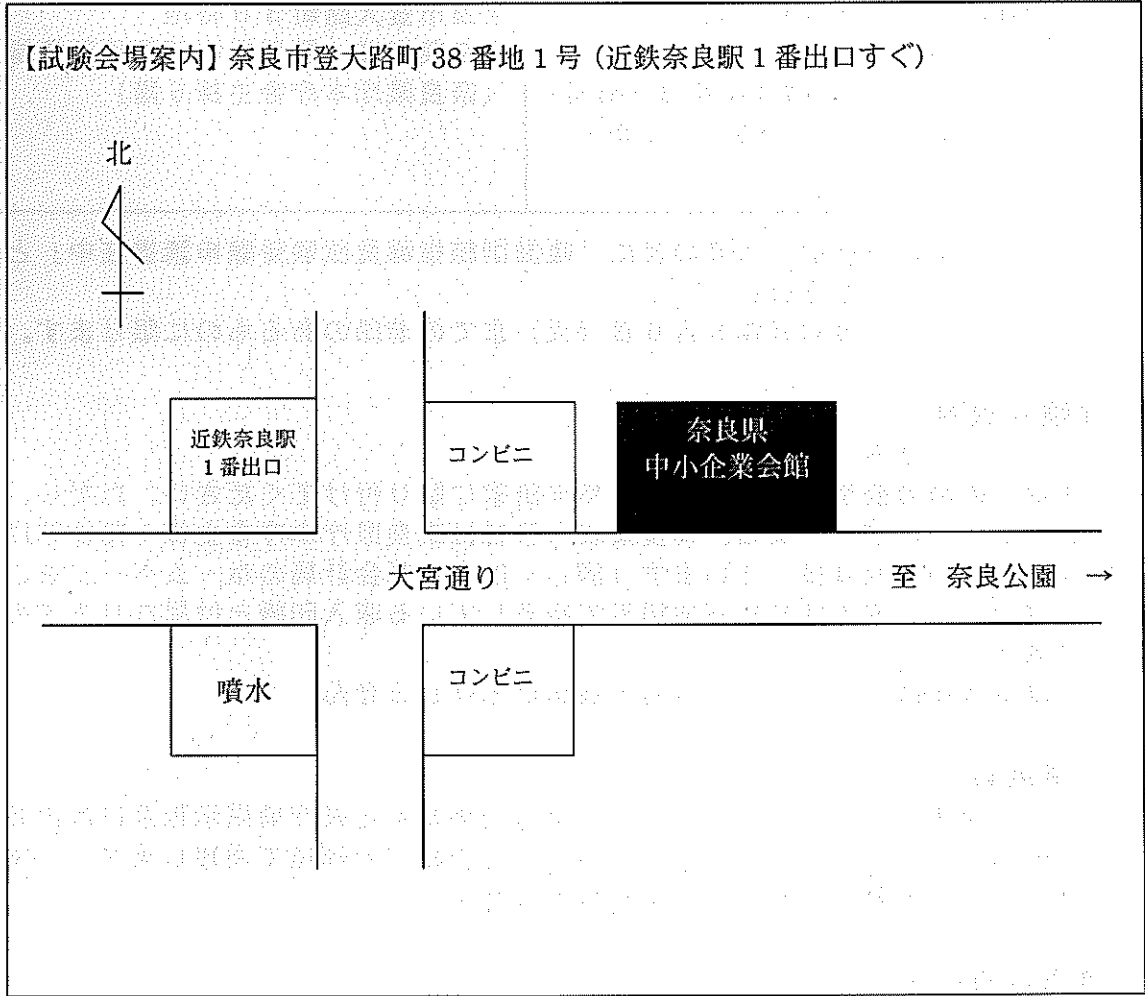 【試験会場案内】奈良市登大路町 38 番地 1 号（近鉄奈良駅 1 番出口すぐ）
北
近鉄奈良駅
1 番出口
コンビニ
奈良県
中小企業会館
大宮通り
至 奈良公園 →
噴水
コンビニ